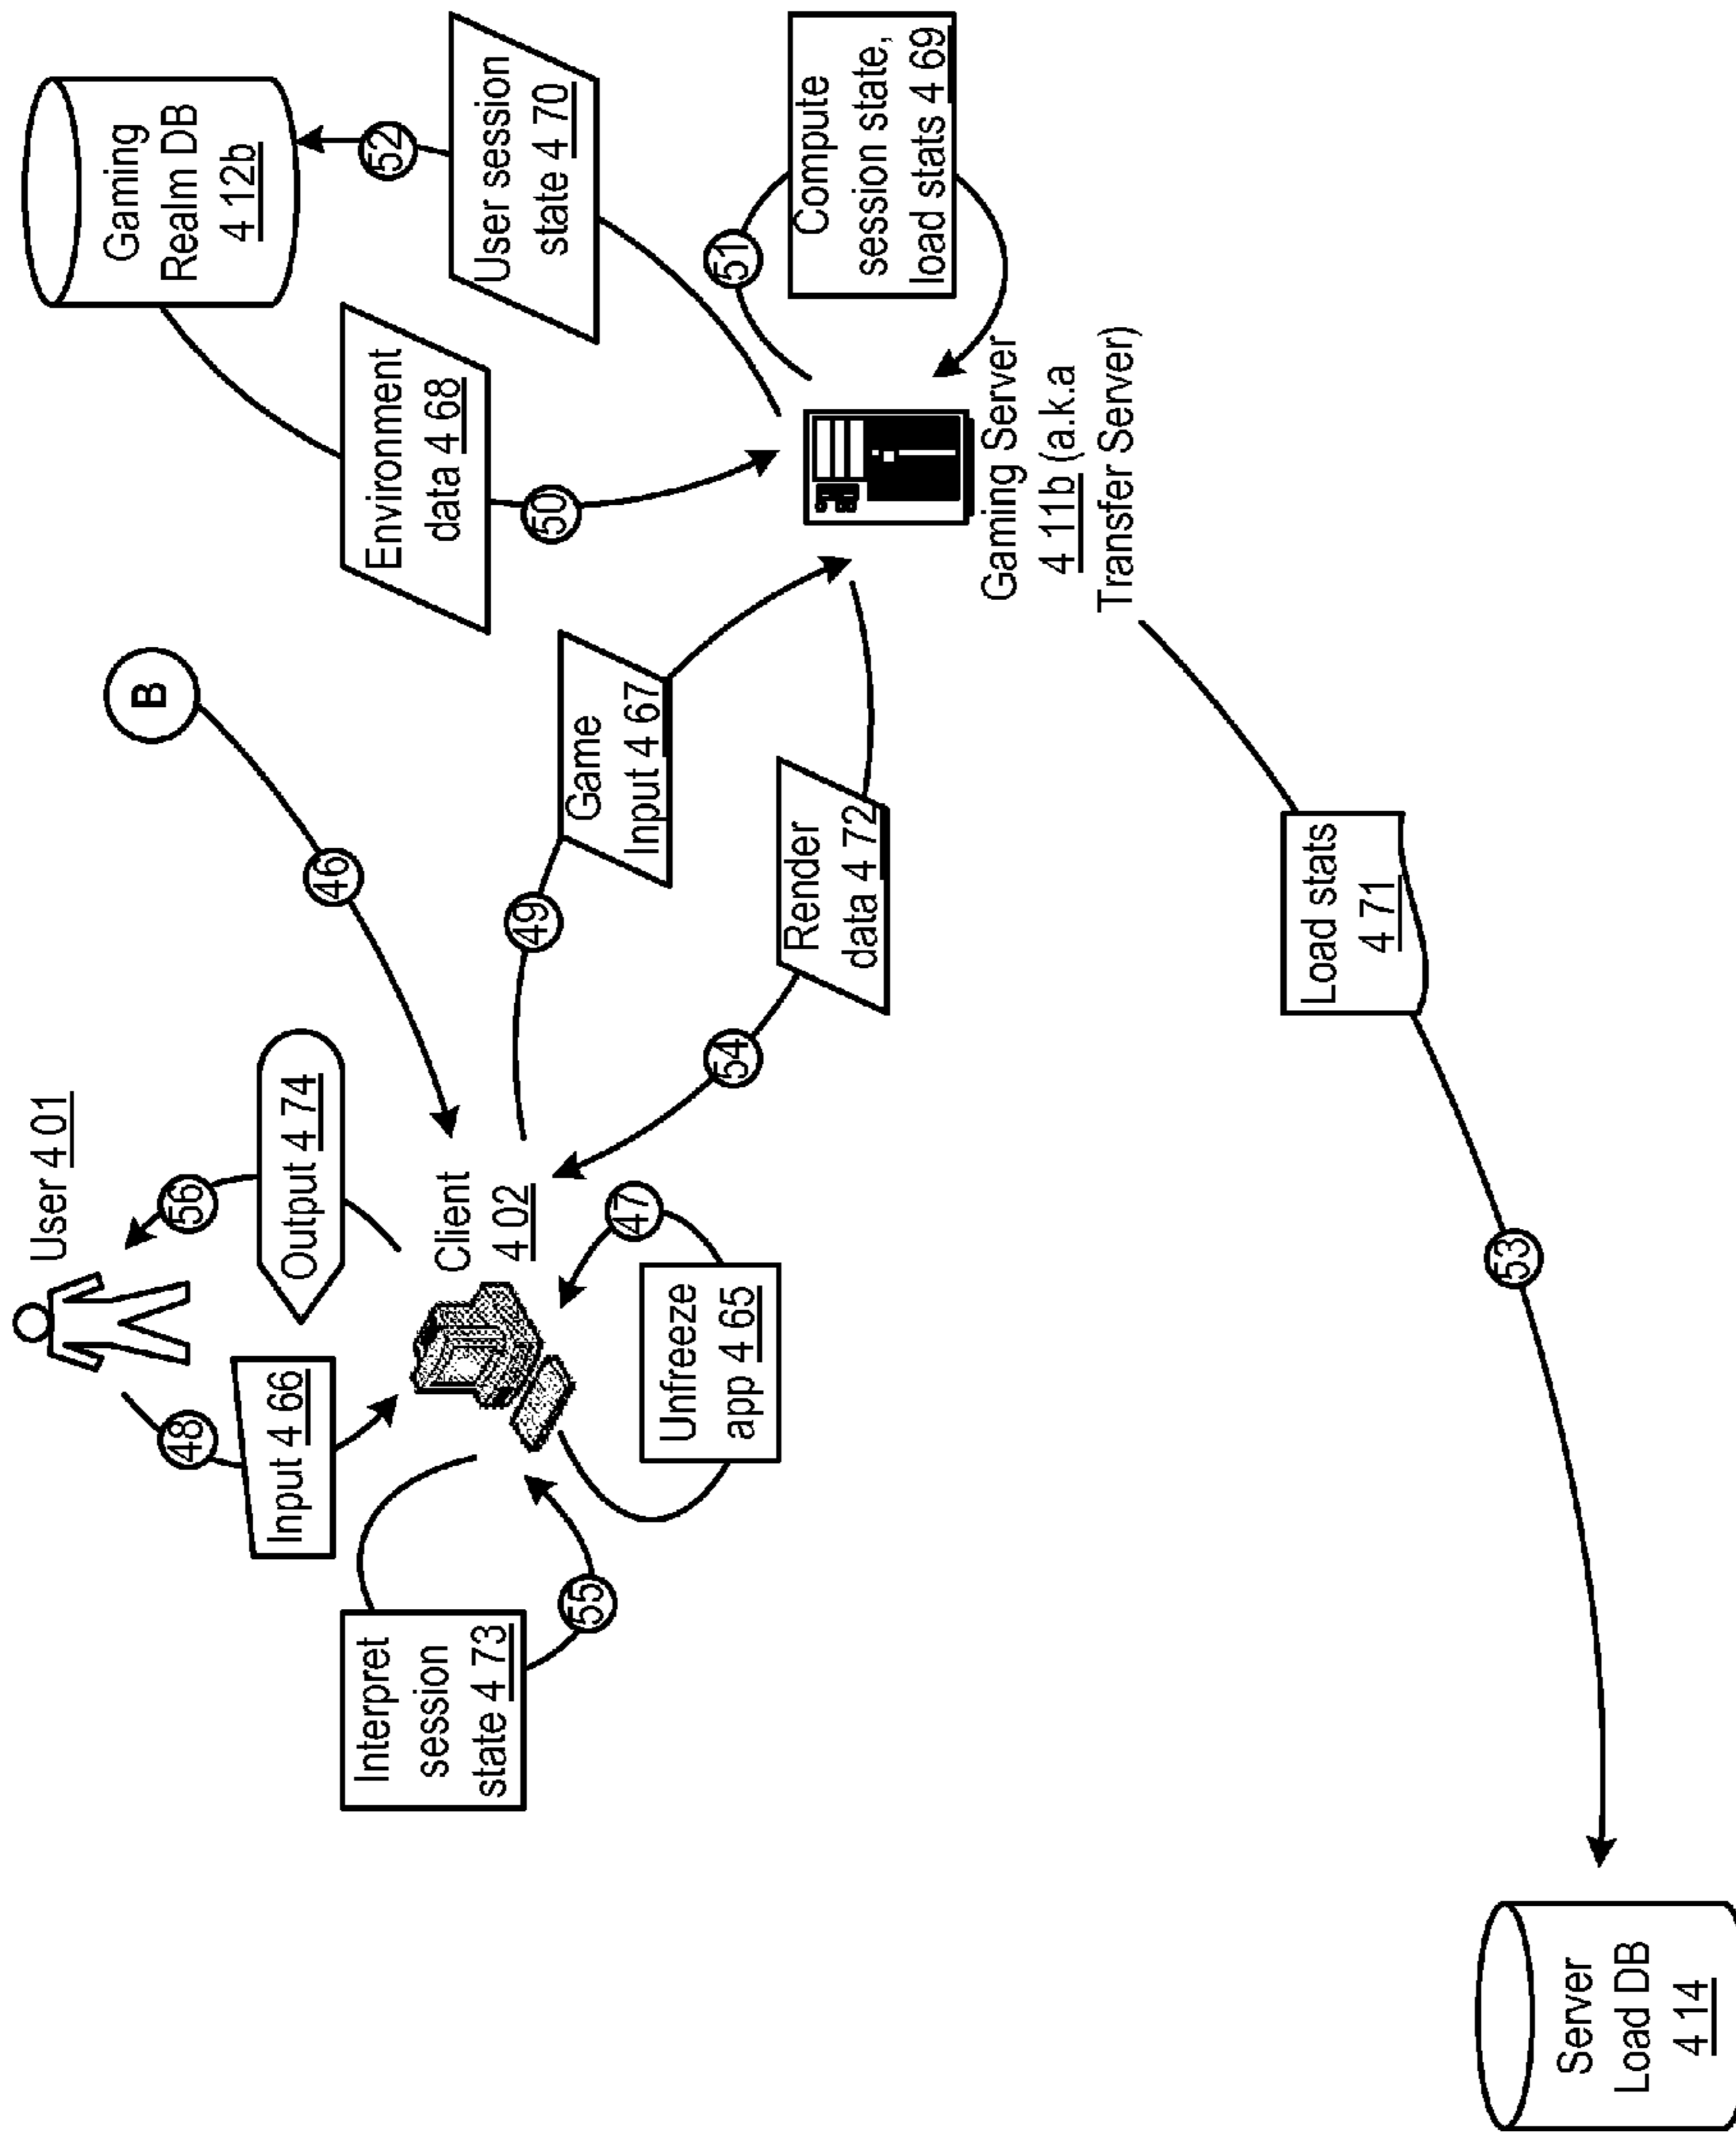 User 4 01
48
Input 4 66
56
Output 4 74
Client
4 02
Interpret
session
state 4 73
55
Unfreeze
app 4 65
47
B
46
49
Game
Input 4 67
54
Render
data 4 72
Gaming
Realm DB
4 12b
Environment
data 4 68
50
52
User session
state 4 70
51
Compute
session state,
load stats 4 69
Gaming Server
4 11b (a.k.a
Transfer Server)
Load stats
4 71
53
Server
Load DB
4 14